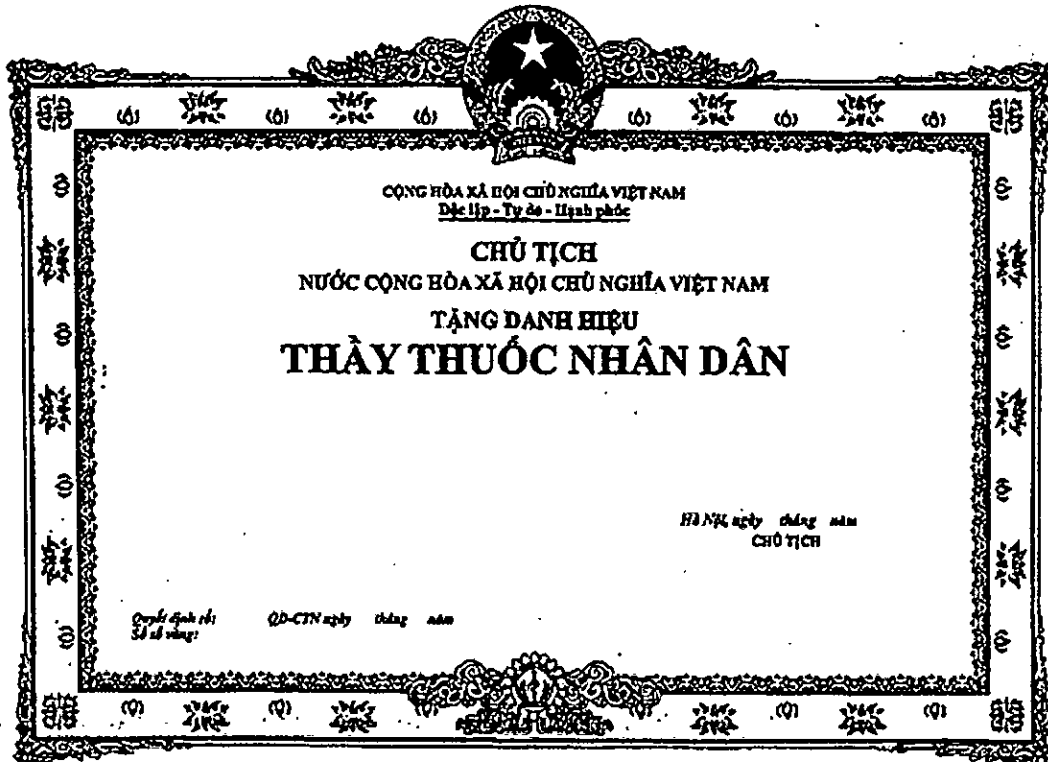 CỘNG HÒA XÃ HỘI CHỦ NGHĨA VIỆT NAM
Độc lập - Tự do - Hạnh phúc
CHỦ TỊCH
NƯỚC CỘNG HÒA XÃ HỘI CHỦ NGHĨA VIỆT NAM
TẶNG DANH HIỆU
THẦY THUỐC NHÂN DÂN
Hà Nội, ngày tháng năm
CHỦ TỊCH
Quyết định số: QĐ-CTN ngày tháng năm
Số sổ vàng: